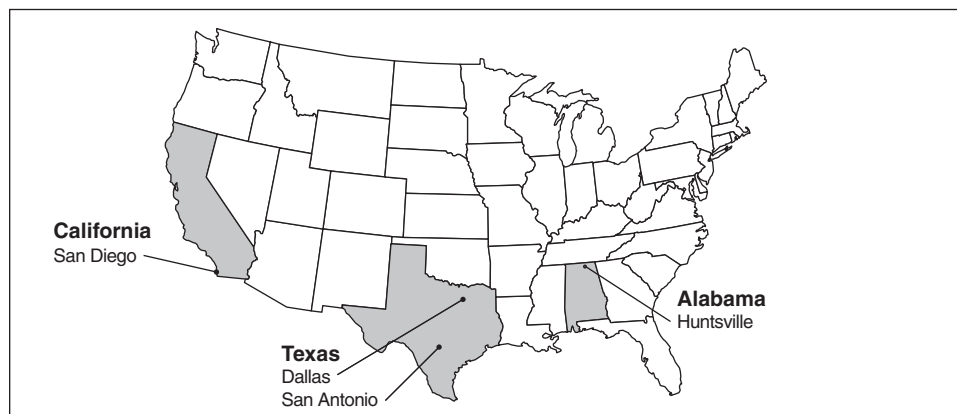 California
San Diego
Texas
Dallas
San Antonio
Alabama
Huntsville